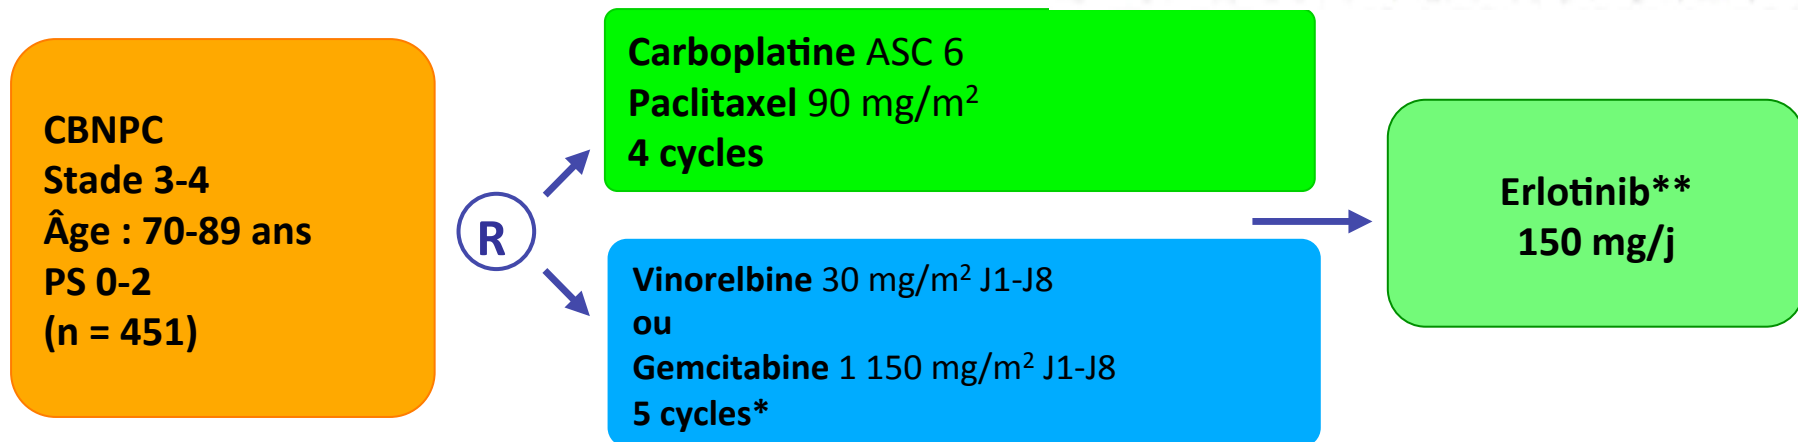 CBNPC
Stade 3-4
Âge : 70-89 ans
PS 0-2
(n = 451)
R
Carboplatine ASC 6
Paclitaxel 90 mg/m²
4 cycles
Vinorelbine 30 mg/m² J1-J8
ou
Gemcitabine 1 150 mg/m² J1-J8
5 cycles*
Erlotinib**
150 mg/j